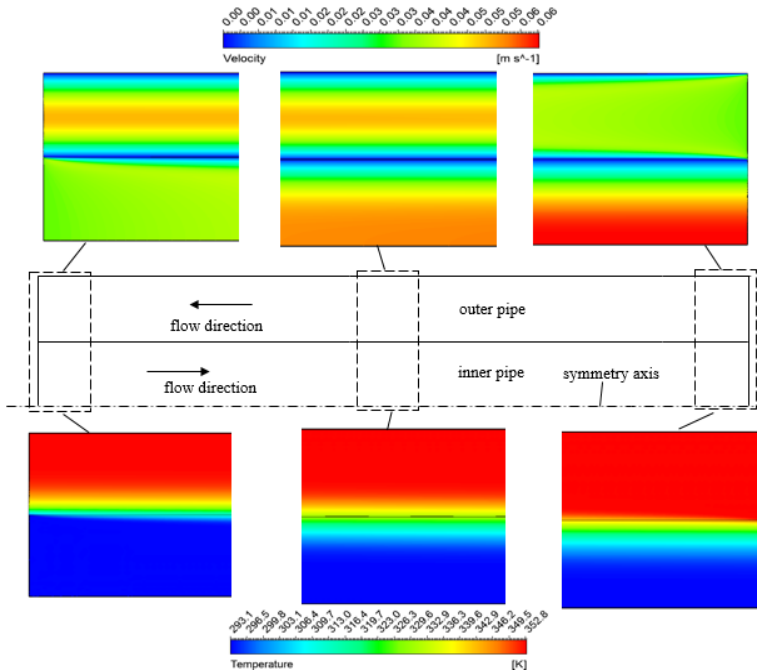 0.00 0.00 0.01 0.01 0.02 0.02 0.03 0.03 0.04 0.04 0.05 0.05 0.06 0.06
Velocity [m s^-1]
outer pipe
flow direction
inner pipe symmetry axis
flow direction
293.1 296.5 299.8 303.1 306.4 309.7 313.0 316.4 319.7 323.0 326.3 329.6 332.9 336.3 339.6 342.9 346.2 349.5 352.8
Temperature [K]